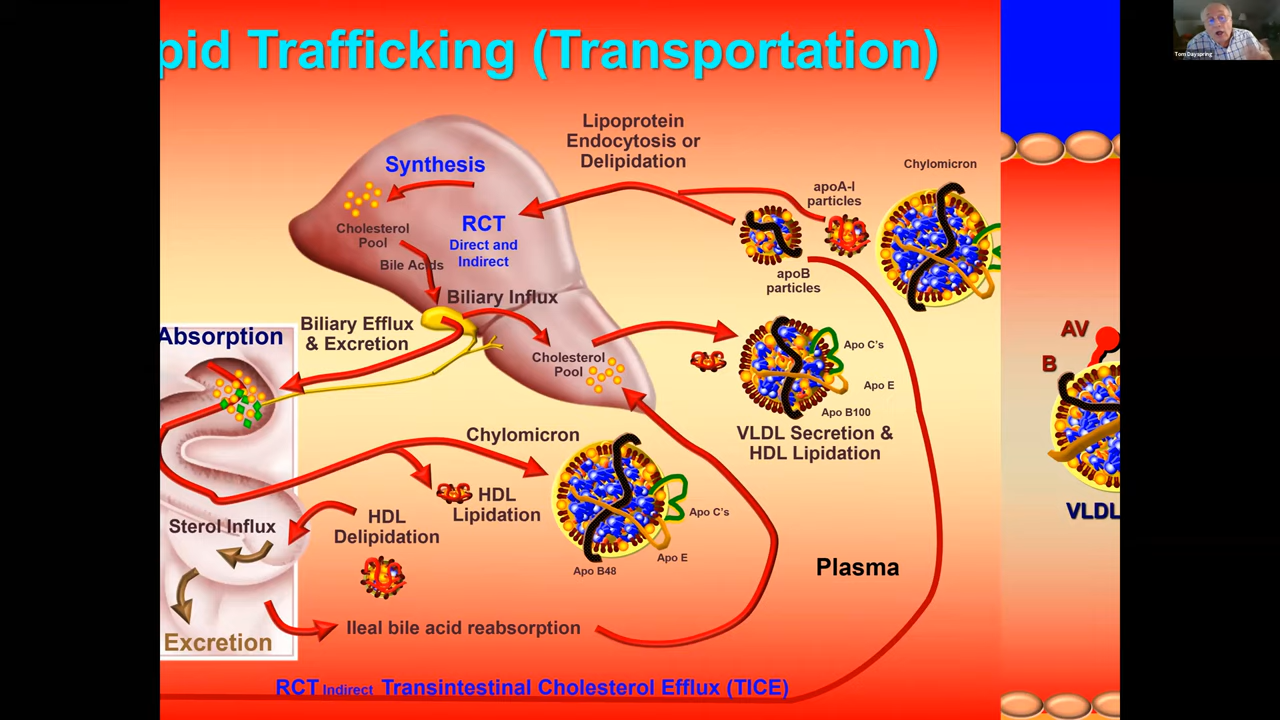 pid Trafficking (Transportation)
Tom Dayspring
Lipoprotein
Endocytosis or
Delipidation
Chylomicron
Synthesis
apoA-I
particles
Cholesterol
Pool
RCT
Direct and
Indirect
Bile Acids
apoB
particles
Biliary Influx
Absorption
Biliary Efflux
& Excretion
Cholesterol
Pool
Apo C's
Apo E
Apo B100
AV
B
VLDL Secretion &
HDL Lipidation
Chylomicron
HDL
Lipidation
Apo C's
VLDL
Sterol Influx
HDL
Delipidation
Apo E
Apo B48
Plasma
Excretion
Ileal bile acid reabsorption
RCT Indirect Transintestinal Cholesterol Efflux (TICE)